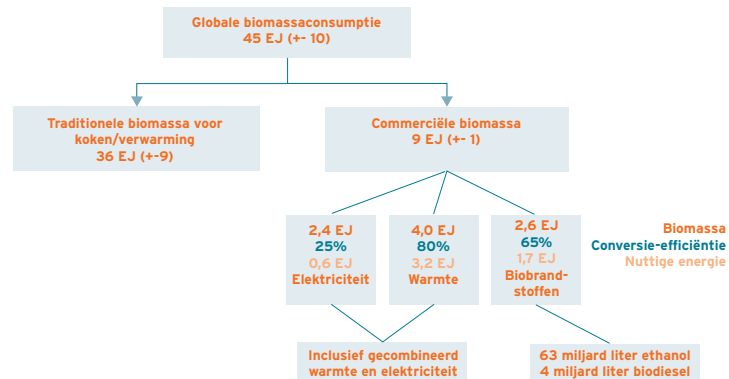 Globale biomassaconsumptie
45 EJ (+- 10)
Traditionele biomassa voor
koken/verwarming
36 EJ (+-9)
Commerciële biomassa
9 EJ (+- 1)
2,4 EJ
25%
0,6 EJ
Elektriciteit
4,0 EJ
80%
3,2 EJ
Warmte
2,6 EJ
65%
1,7 EJ
Biobrand-
stoffen
Biomassa
Conversie-efficiëntie
Nuttige energie
Inclusief gecombineerd
warmte en elektriciteit
63 miljard liter ethanol
4 miljard liter biodiesel